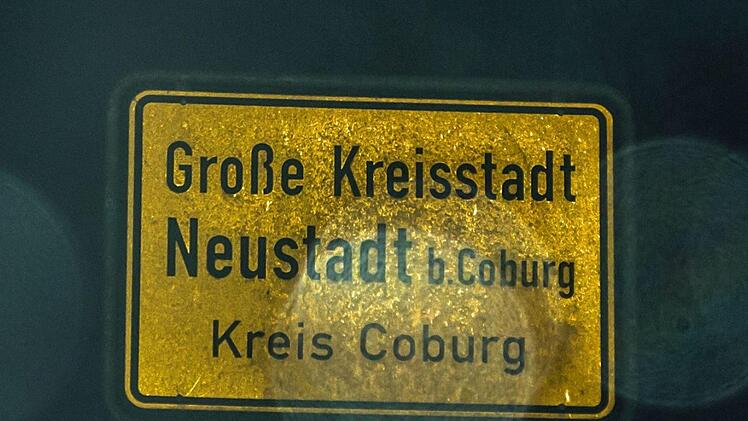 Große Kreisstadt
Neustadt b.Coburg
Kreis Coburg